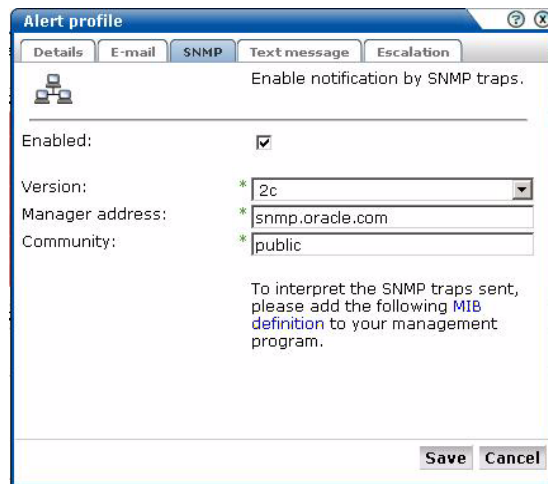 Alert profile
Details E-mail SNMP Text message Escalation
Enable notification by SNMP traps.
Enabled:
Version: * 2c
Manager address: * snmp.oracle.com
Community: * public
To interpret the SNMP traps sent,
please add the following MIB
definition to your management
program.
Save Cancel